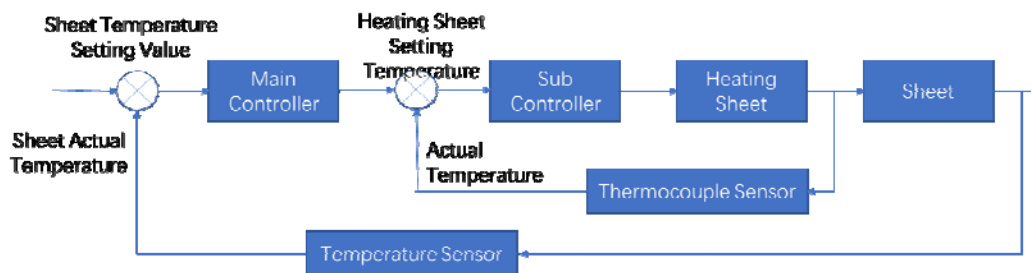 Sheet Temperature
Setting Value
Heating Sheet
Setting
Temperature
Main
Controller
Sub
Controller
Heating
Sheet
Sheet
Sheet Actual
Temperature
Actual
Temperature
Thermocouple Sensor
Temperature Sensor